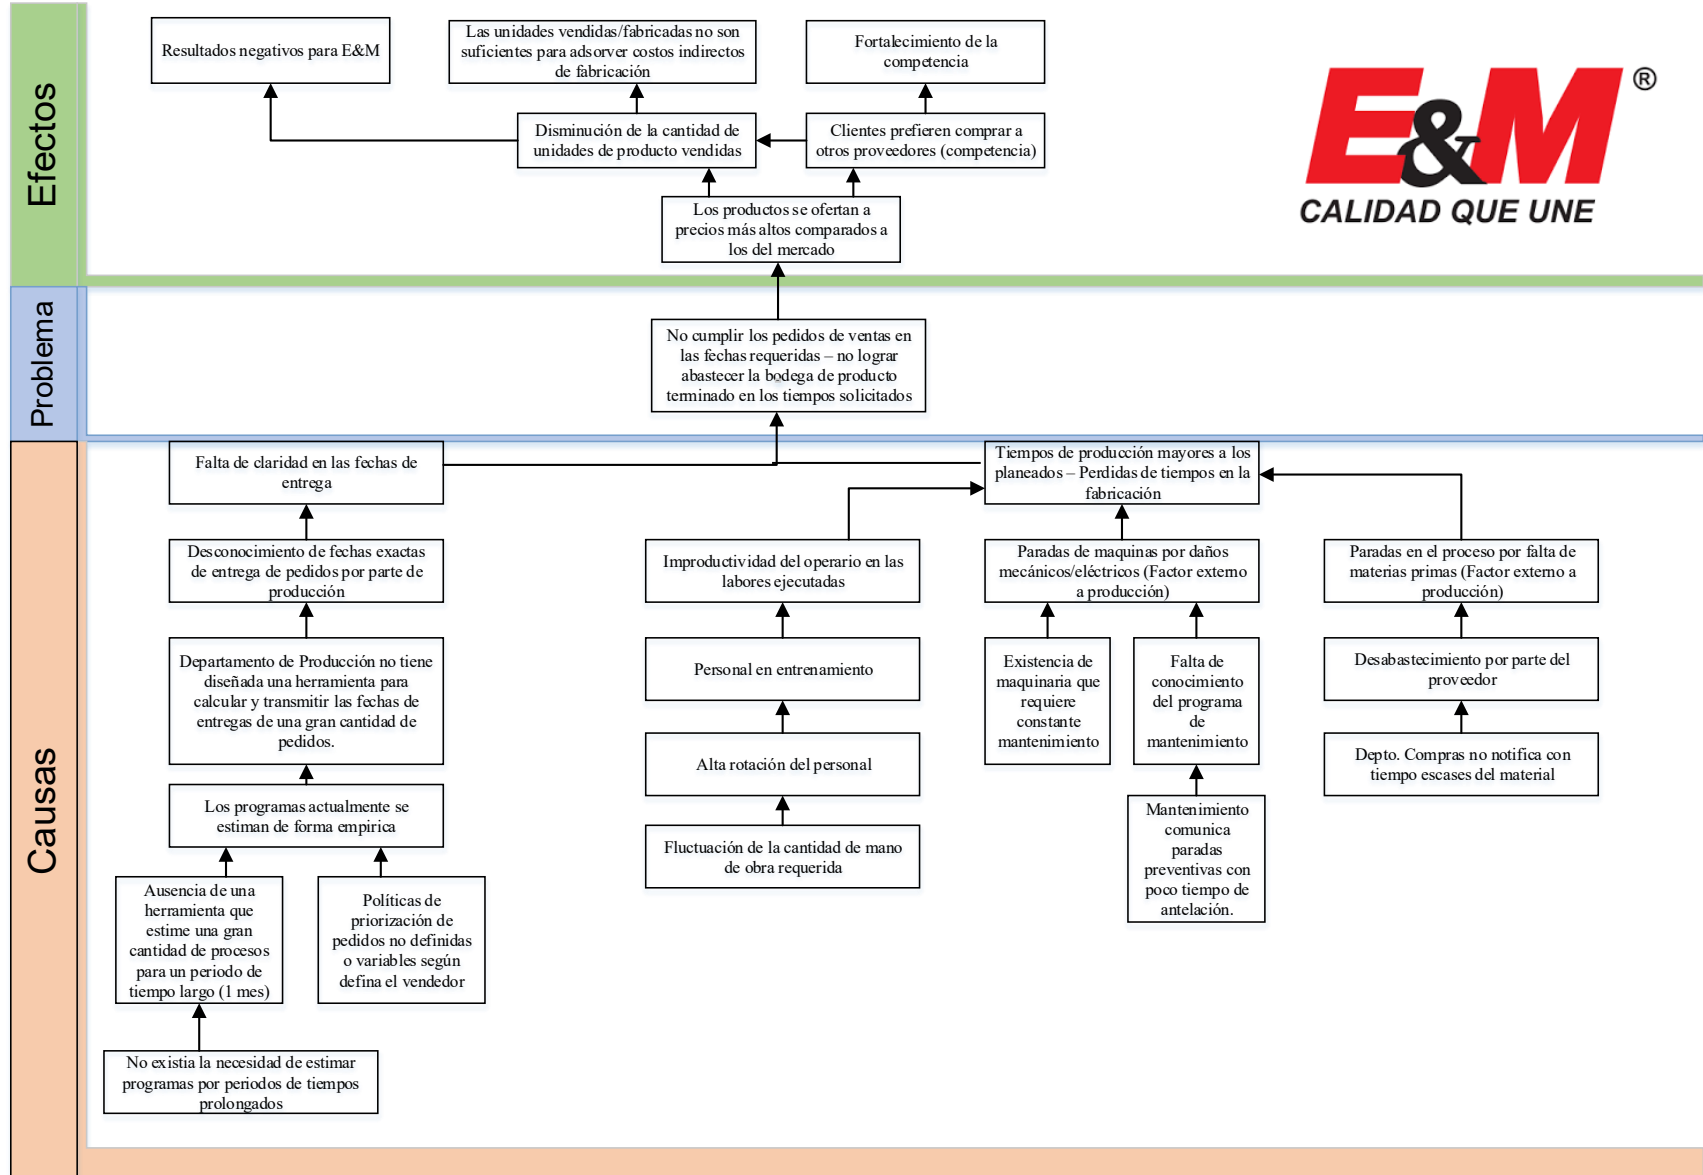 Efectos
Resultados negativos para E&M
Las unidades vendidas/fabricadas no son
suficientes para adsorver costos indirectos
de fabricación
Fortalecimiento de la
competencia
Disminución de la cantidad de
unidades de producto vendidas
Clientes prefieren comprar a
otros proveedores (competencia)
Los productos se ofertan a
precios más altos comparados a
los del mercado
E&M®
CALIDAD QUE UNE
Problema
No cumplir los pedidos de ventas en
las fechas requeridas – no lograr
abastecer la bodega de producto
terminado en los tiempos solicitados
Causas
Falta de claridad en las fechas de
entrega
Tiempos de producción mayores a los
planeados – Perdidas de tiempos en la
fabricación
Desconocimiento de fechas exactas
de entrega de pedidos por parte de
producción
Improductividad del operario en las
labores ejecutadas
Paradas de maquinas por daños
mecánicos/eléctricos (Factor externo
a producción)
Paradas en el proceso por falta de
materias primas (Factor externo a
producción)
Departamento de Producción no tiene
diseñada una herramienta para
calcular y transmitir las fechas de
entregas de una gran cantidad de
pedidos.
Personal en entrenamiento
Existencia de
maquinaria que
requiere
constante
mantenimiento
Falta de
conocimiento
del programa
de
mantenimiento
Desabastecimiento por parte del
proveedor
Alta rotación del personal
Depto. Compras no notifica con
tiempo escases del material
Los programas actualmente se
estiman de forma empirica
Fluctuación de la cantidad de mano
de obra requerida
Mantenimiento
comunica
paradas
preventivas con
poco tiempo de
antelación.
Ausencia de una
herramienta que
estime una gran
cantidad de procesos
para un periodo de
tiempo largo (1 mes)
Políticas de
priorización de
pedidos no definidas
o variables según
defina el vendedor
No existia la necesidad de estimar
programas por periodos de tiempos
prolongados